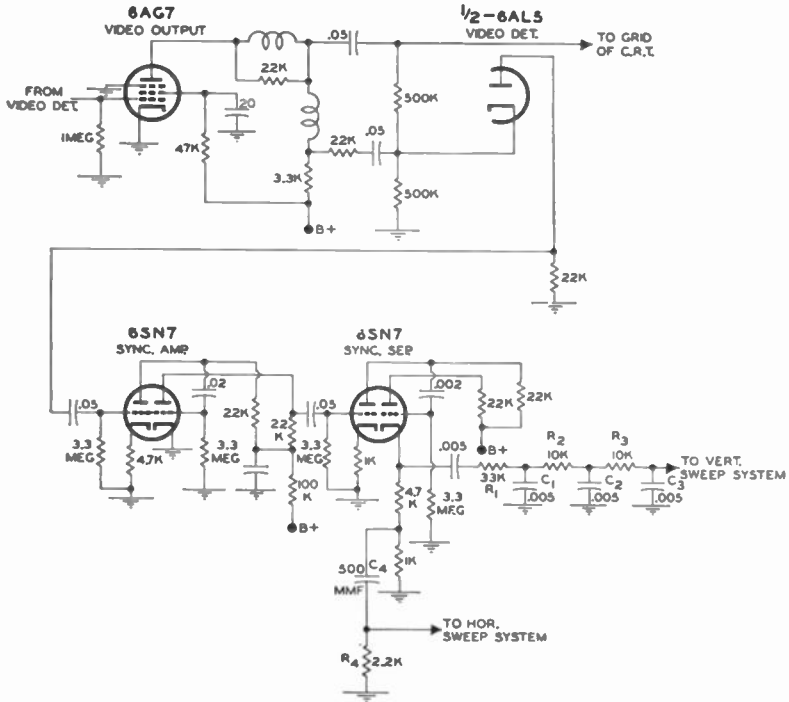 6AG7
VIDEO OUTPUT
1/2-6AL5
VIDEO DET.
.05
TO GRID
OF C.R.T.
22K
FROM
VIDEO DET.
20
500K
1MEG
47K
22K
.05
3.3K
500K
B+
22K
6SN7
SYNC. AMP.
6SN7
SYNC. SEP.
.02
.002
.05
22K
.05
22K
22K
22
K
3.3
MEG
4.7K
3.3
MEG
3.3
MEG
1K
B+
.005
R2
10K
R3
10K
TO VERT.
SWEEP SYSTEM
100
K
33K
R1
C1
.005
C2
.005
C3
.005
4.7
K
3.3
MEG
B+
500
MMF
C4
1K
TO HOR.
SWEEP SYSTEM
R4
2.2K